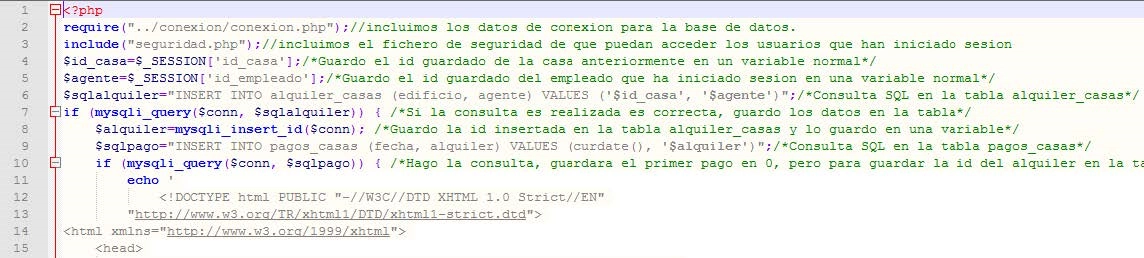 1 <?php
2 require("../conexion/conexion.php");//incluimos los datos de conexion para la base de datos.
3 include("seguridad.php");//incluimos el fichero de seguridad de que puedan acceder los usuarios que han iniciado sesion
4 $id_casa=$_SESSION['id_casa'];/*Guardo el id guardado de la casa anteriormente en un variable normal*/
5 $agente=$_SESSION['id_empleado'];/*Guardo el id guardado del empleado que ha iniciado sesion en una variable normal*/
6 $sqlalquiler="INSERT INTO alquiler_casas (edificio, agente) VALUES ('$id_casa', '$agente')";/*Consulta SQL en la tabla alquiler_casas*/
7 if (mysqli_query($conn, $sqlalquiler)) { /*Si la consulta es realizada es correcta, guardo los datos en la tabla*/
8 $alquiler=mysqli_insert_id($conn); /*Guardo la id insertada en la tabla alquiler_casas y lo guardo en una variable*/
9 $sqlpago="INSERT INTO pagos_casas (fecha, alquiler) VALUES (curdate(), '$alquiler')";/*Consulta SQL en la tabla pagos_casas*/
10 if (mysqli_query($conn, $sqlpago)) { /*Hago la consulta, guardara el primer pago en 0, pero para guardar la id del alquiler en la ta
11 echo '
12 <!DOCTYPE html PUBLIC "-//W3C//DTD XHTML 1.0 Strict//EN"
13 "http://www.w3.org/TR/xhtml1/DTD/xhtml1-strict.dtd">
14 <html xmlns="http://www.w3.org/1999/xhtml">
15 <head>